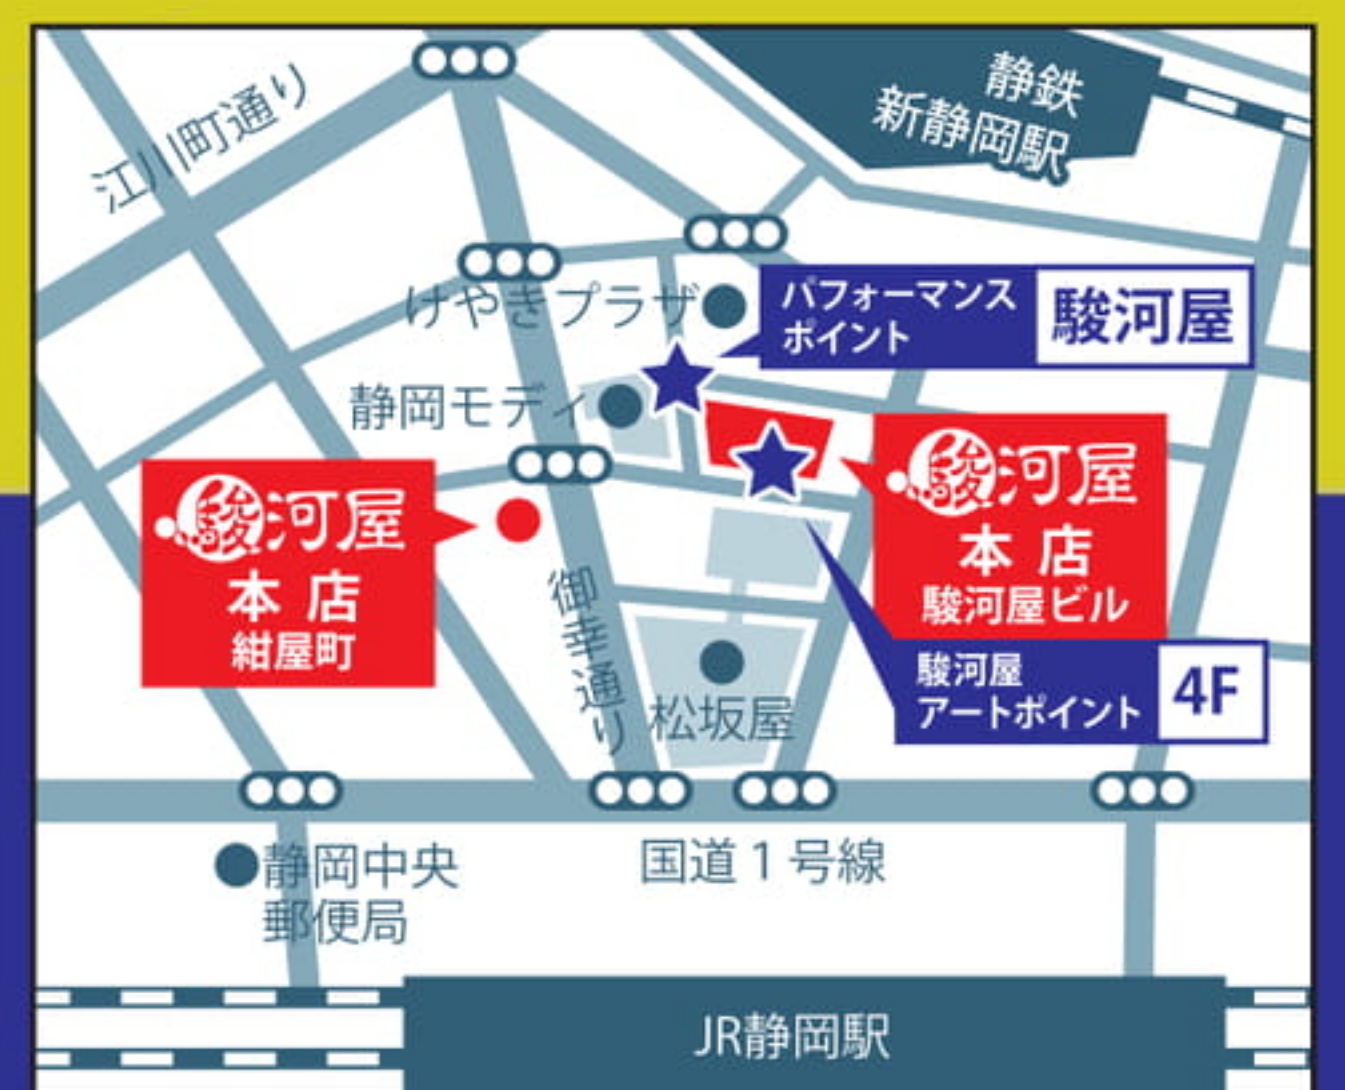 静鉄
新静岡駅
江川町通り
けやきプラザ
パフォーマンス
ポイント
駿河屋
静岡モディ
駿河屋
本店
駿河屋ビル
駿河屋
本店
紺屋町
御幸通り
松坂屋
駿河屋
アートポイント
4F
静岡中央
郵便局
国道1号線
JR静岡駅